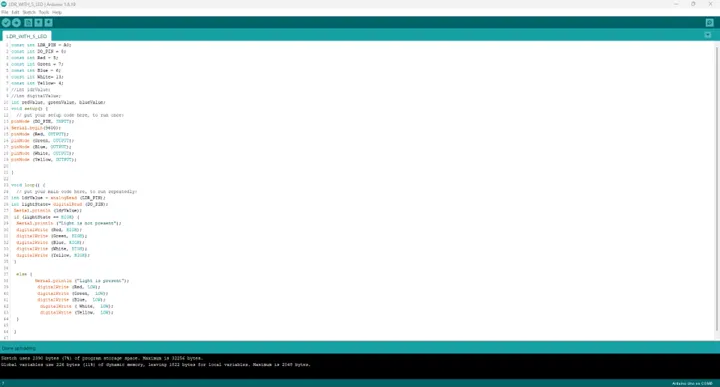 LDR_WITH_5_LED | Arduino 1.8.19
File Edit Sketch Tools Help
LDR_WITH_5_LED
1 const int LDR_PIN = A0;
2 const int DO_PIN = 5;
3 const int Red = 8;
4 const int Green = 7;
5 const int Blue = 6;
6 const int White= 13;
7 const int Yellow= 4;
8 //int ldrValue;
9 //int digitalValue;
10 int redValue, greenValue, blueValue;
11 void setup() {
12 // put your setup code here, to run once:
13 pinMode (DO_PIN, INPUT);
14 Serial.begin(9600);
15 pinMode (Red, OUTPUT);
16 pinMode (Green, OUTPUT);
17 pinMode (Blue, OUTPUT);
18 pinMode (White, OUTPUT);
19 pinMode (Yellow, OUTPUT);
20
21 }
22
23 void loop() {
24 // put your main code here, to run repeatedly:
25 int ldrValue = analogRead (LDR_PIN);
26 int lightState= digitalRead (DO_PIN);
27 Serial.println (ldrValue);
28 if (lightState == HIGH) {
29 Serial.println ("Light is not present");
30 digitalWrite (Red, HIGH);
31 digitalWrite (Green, HIGH);
32 digitalWrite (Blue, HIGH);
33 digitalWrite (White, HIGH);
34 digitalWrite (Yellow, HIGH);
35 }
36
37 else {
38 Serial.println ("Light is present");
39 digitalWrite (Red, LOW);
40 digitalWrite (Green, LOW);
41 digitalWrite (Blue, LOW);
42 digitalWrite ( White, LOW);
43 digitalWrite (Yellow, LOW);
44 }
45
46 }
47
Done uploading.
Sketch uses 2390 bytes (7%) of program storage space. Maximum is 32256 bytes.
Global variables use 226 bytes (11%) of dynamic memory, leaving 1822 bytes for local variables. Maximum is 2048 bytes.